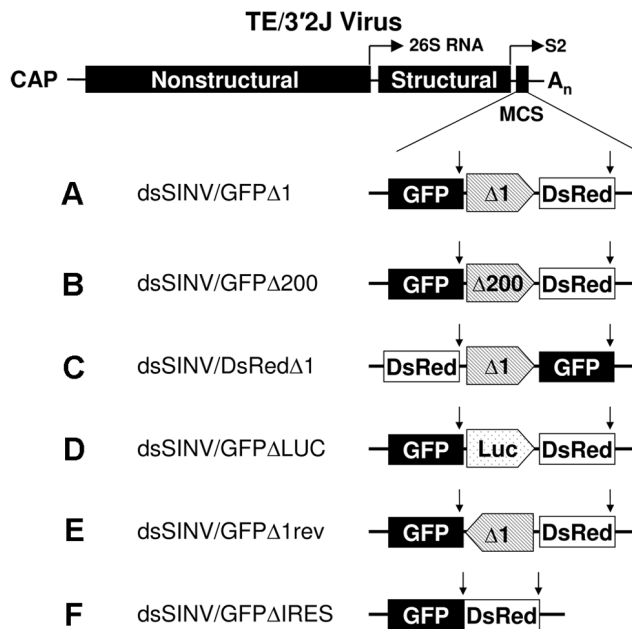 TE/3'2J Virus
26S RNA S2
CAP Nonstructural Structural An
MCS
A dsSINV/GFPΔ1 GFP Δ1 DsRed
B dsSINV/GFPΔ200 GFP Δ200 DsRed
C dsSINV/DsRedΔ1 DsRed Δ1 GFP
D dsSINV/GFPΔLUC GFP Luc DsRed
E dsSINV/GFPΔ1rev GFP Δ1 DsRed
F dsSINV/GFPΔIRES GFP DsRed